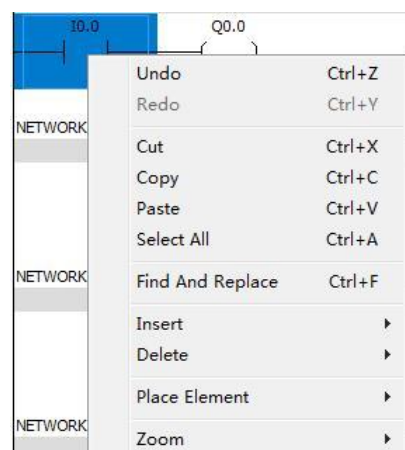 I0.0 Q0.0
Undo Ctrl+Z
Redo Ctrl+Y
NETWORK
Cut Ctrl+X
Copy Ctrl+C
Paste Ctrl+V
Select All Ctrl+A
NETWORK
Find And Replace Ctrl+F
Insert
Delete
Place Element
NETWORK
Zoom